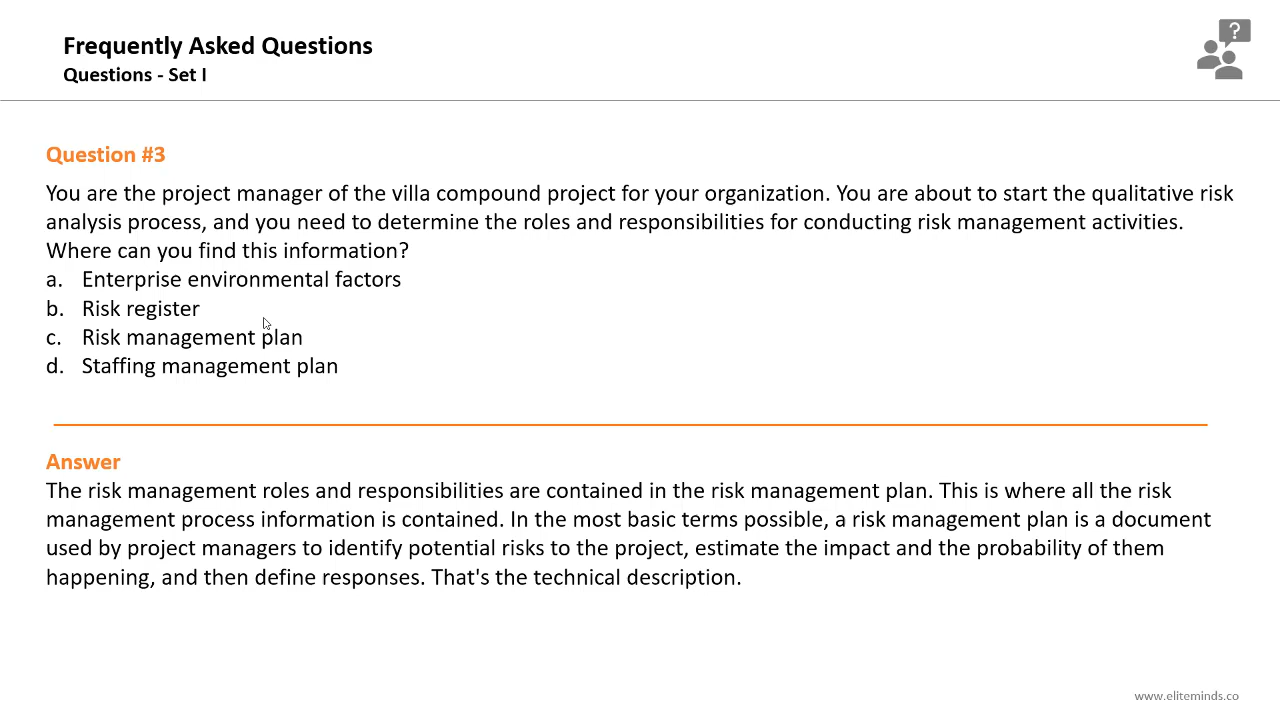 Frequently Asked Questions
Questions - Set I
?
Question #3
You are the project manager of the villa compound project for your organization. You are about to start the qualitative risk
analysis process, and you need to determine the roles and responsibilities for conducting risk management activities.
Where can you find this information?
a. Enterprise environmental factors
b. Risk register
c. Risk management plan
d. Staffing management plan
Answer
The risk management roles and responsibilities are contained in the risk management plan. This is where all the risk
management process information is contained. In the most basic terms possible, a risk management plan is a document
used by project managers to identify potential risks to the project, estimate the impact and the probability of them
happening, and then define responses. That's the technical description.
www.eliteminds.co